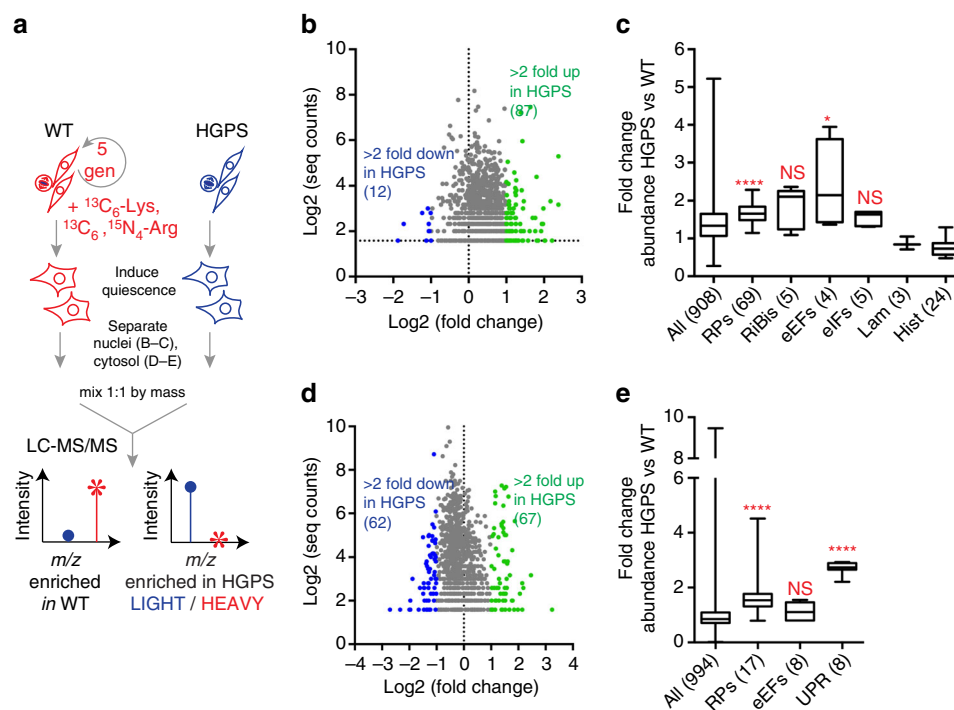 a
WT
HGPS
5
gen
+ ¹³C₆-Lys,
¹³C₆,¹⁵N₄-Arg
Induce
quiescence
Separate
nuclei (B–C),
cytosol (D–E)
mix 1:1 by mass
LC-MS/MS
Intensity
m/z
enriched
in WT
Intensity
m/z
enriched in HGPS
LIGHT / HEAVY
b
Log2 (seq counts)
10
8
6
4
2
0
>2 fold up
in HGPS
(87)
>2 fold down
in HGPS
(12)
−3 −2 −1 0 1 2 3
Log2 (fold change)
c
Fold change
abundance HGPS vs WT
6
5
4
3
2
1
0
****
NS
*
NS
All (908)
RPs (69)
RiBis (5)
eEFs (4)
eIFs (5)
Lam (3)
Hist (24)
d
Log2 (seq counts)
10
8
6
4
2
0
>2 fold down
in HGPS
(62)
>2 fold up
in HGPS
(67)
−4 −3 −2 −1 0 1 2 3 4
Log2 (fold change)
e
Fold change
abundance HGPS vs WT
10
8
6
4
2
0
****
NS
****
All (994)
RPs (17)
eEFs (8)
UPR (8)